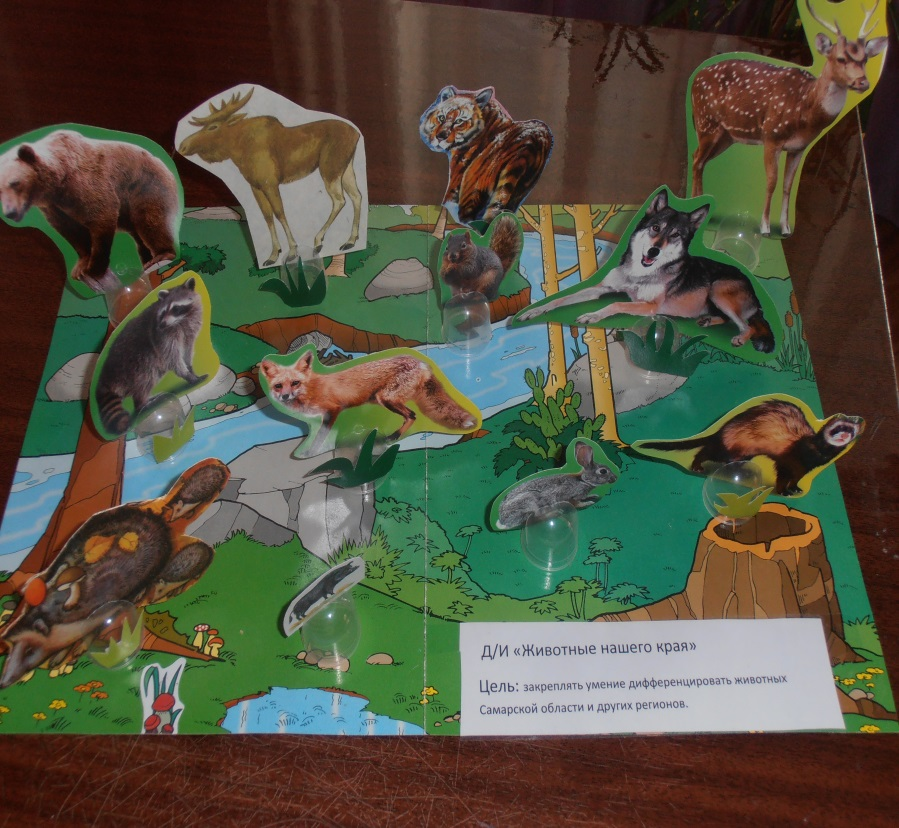 Д/И «Животные нашего края»
Цель: закреплять умение дифференцировать животных
Самарской области и других регионов.